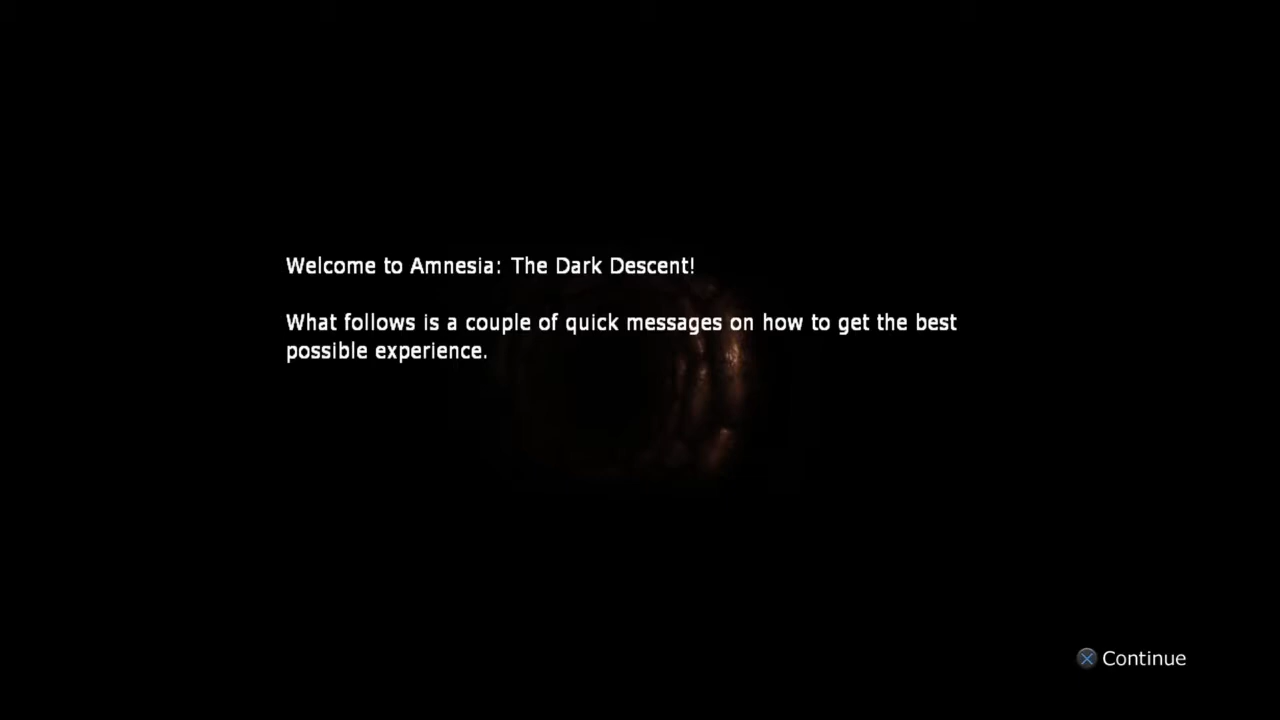 Welcome to Amnesia: The Dark Descent!
What follows is a couple of quick messages on how to get the best
possible experience.
Continue